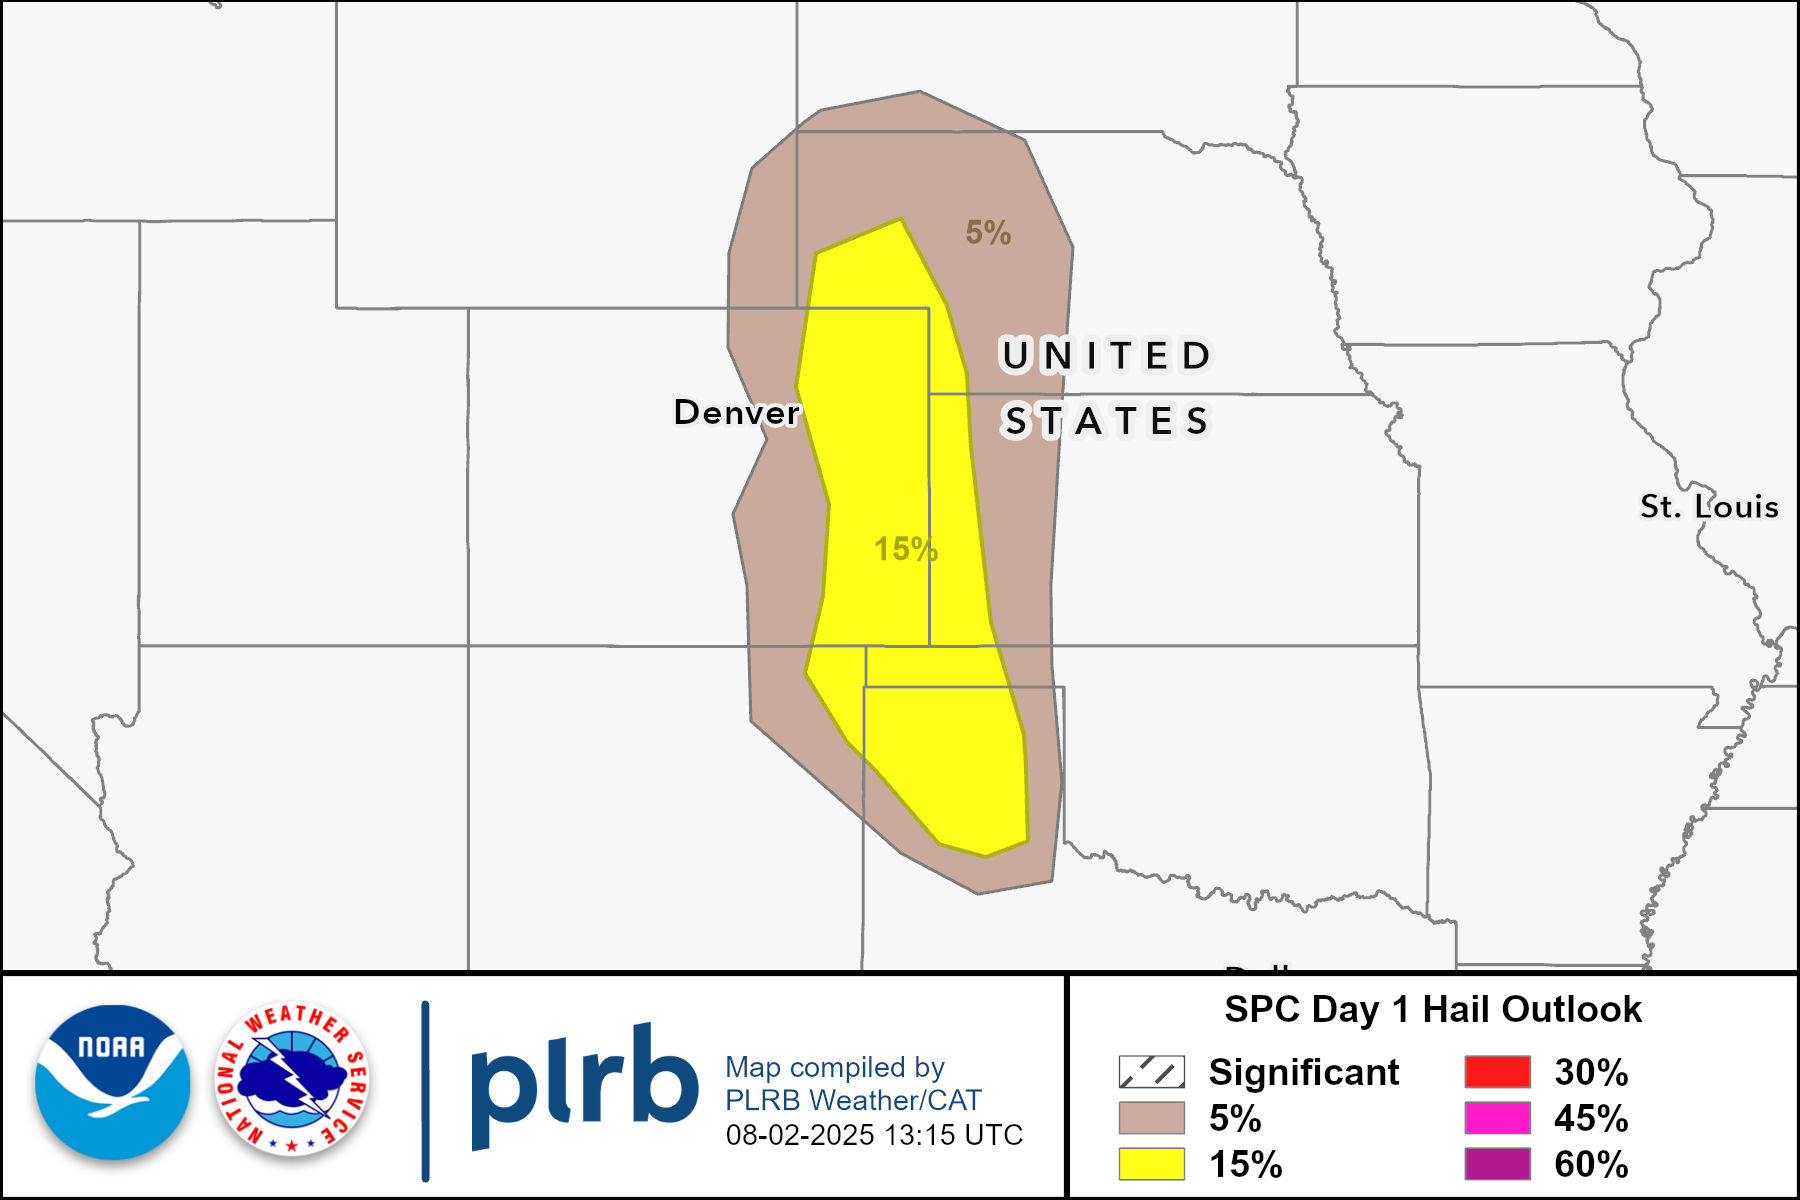 5%
UNITED
STATES
Denver
St. Louis
15%
NOAA
NATIONAL WEATHER SERVICE
plrb
Map compiled by
PLRB Weather/CAT
08-02-2025 13:15 UTC
SPC Day 1 Hail Outlook
Significant
5%
15%
30%
45%
60%